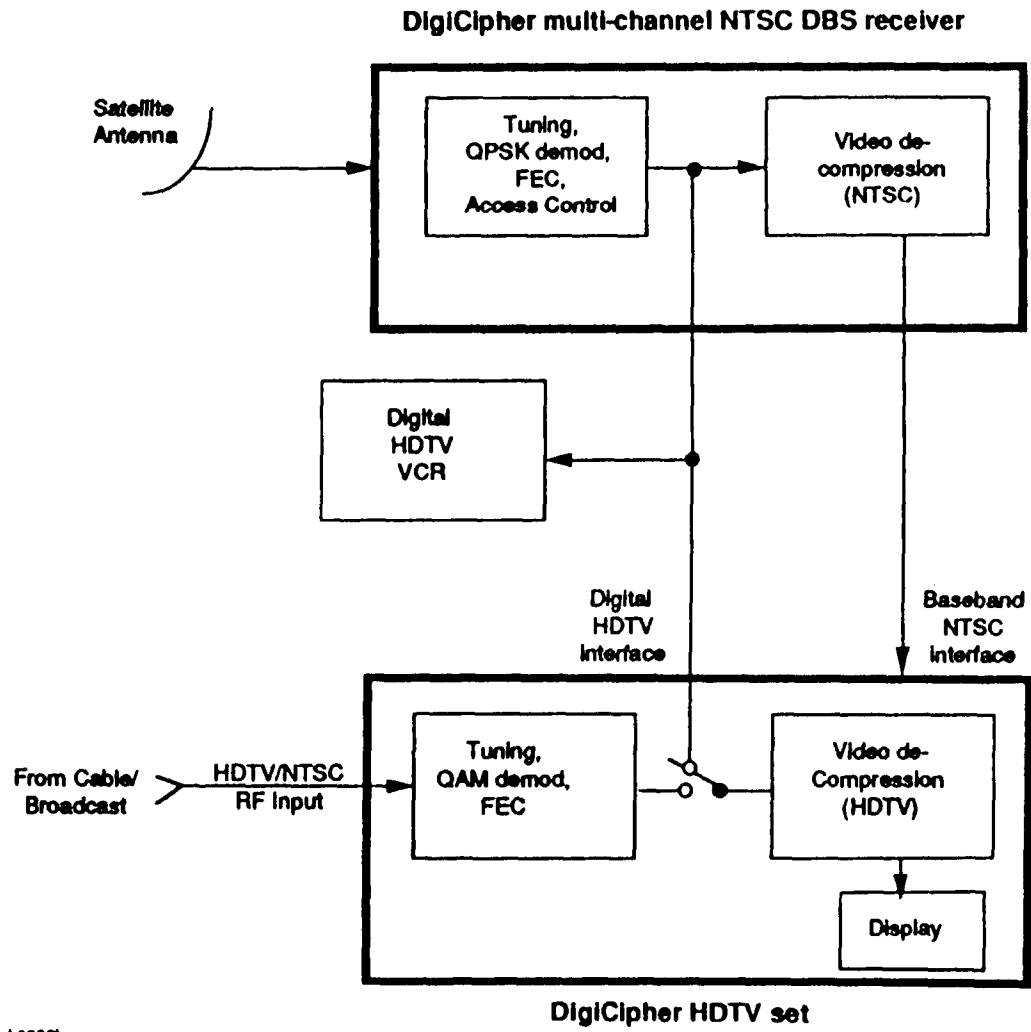 DigiCipher multi-channel NTSC DBS receiver
Satellite
Antenna
Tuning,
QPSK demod,
FEC,
Access Control
Video de-
compression
(NTSC)
Digital
HDTV
VCR
Digital
HDTV
interface
Baseband
NTSC
interface
From Cable/
Broadcast
HDTV/NTSC
RF Input
Tuning,
QAM demod,
FEC
Video de-
Compression
(HDTV)
Display
DigiCipher HDTV set